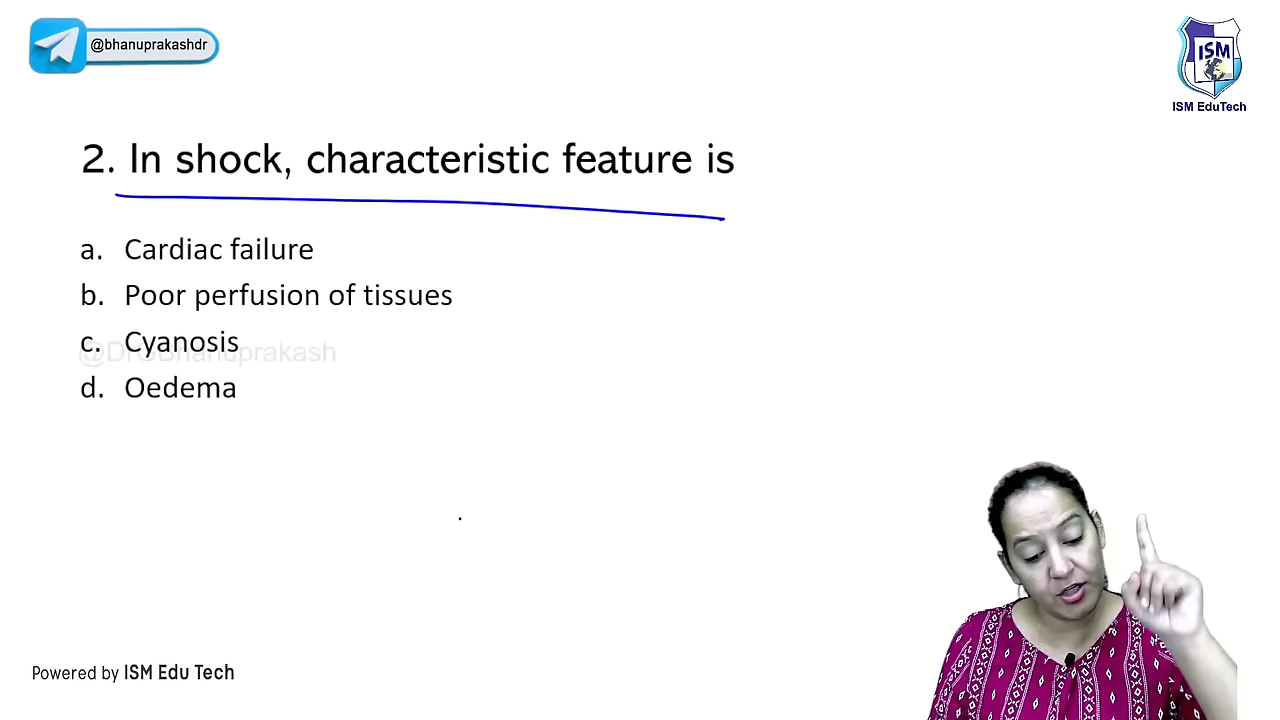 @bhanuprakashdr
ISM
ISM EduTech
2. In shock, characteristic feature is
a. Cardiac failure
b. Poor perfusion of tissues
c. Cyanosis
d. Oedema
Powered by ISM Edu Tech